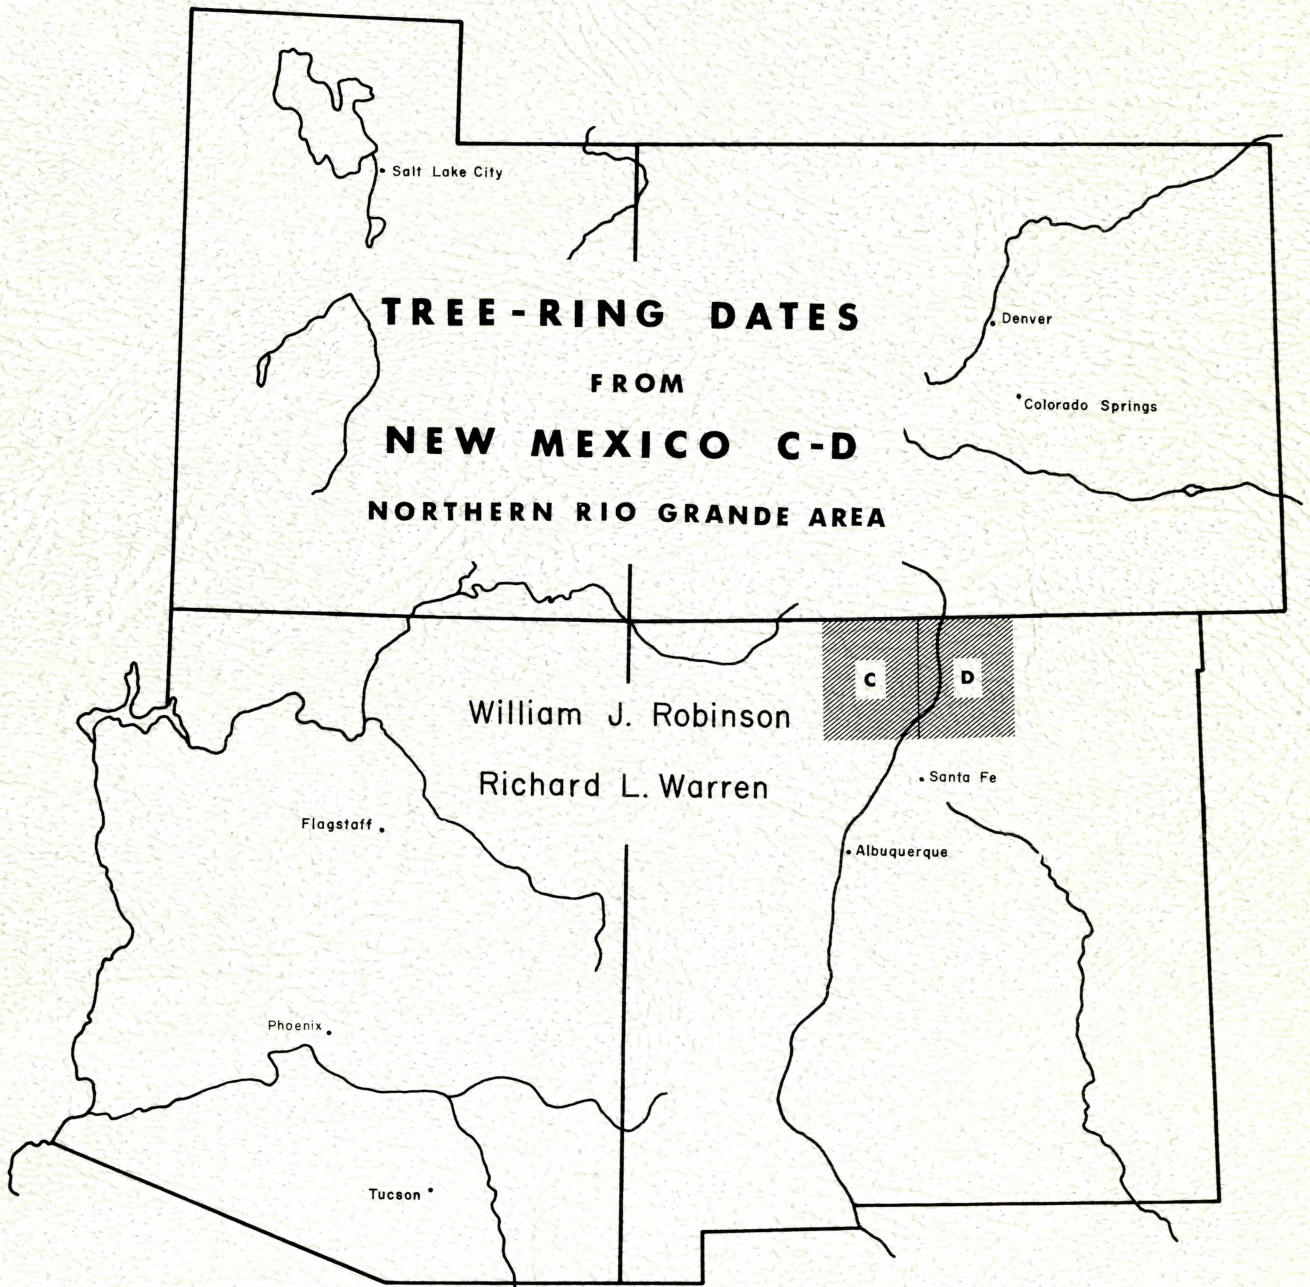 Salt Lake City
TREE-RING DATES
Denver
FROM
Colorado Springs
NEW MEXICO C-D
NORTHERN RIO GRANDE AREA
C D
William J. Robinson
Santa Fe
Richard L. Warren
Flagstaff
Albuquerque
Phoenix
Tucson